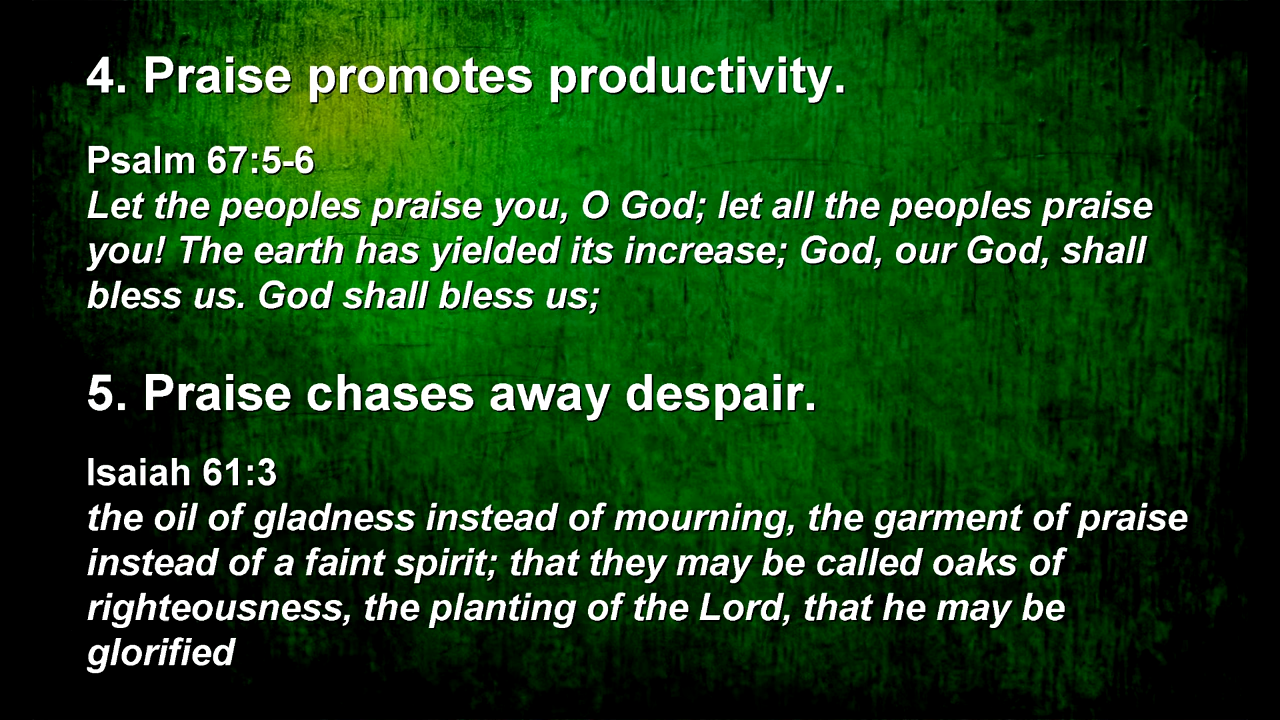 4. Praise promotes productivity.
Psalm 67:5-6
Let the peoples praise you, O God; let all the peoples praise
you! The earth has yielded its increase; God, our God, shall
bless us. God shall bless us;
5. Praise chases away despair.
Isaiah 61:3
the oil of gladness instead of mourning, the garment of praise
instead of a faint spirit; that they may be called oaks of
righteousness, the planting of the Lord, that he may be
glorified